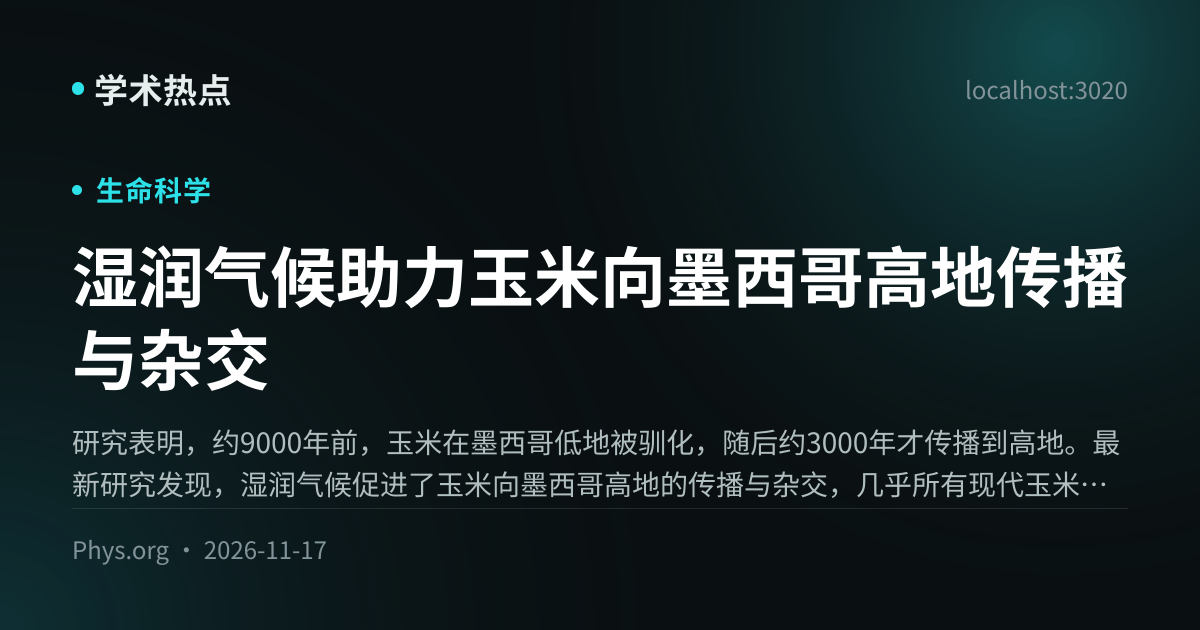 学术热点
localhost:3020
生命科学
湿润气候助力玉米向墨西哥高地传播
与杂交
研究表明，约9000年前，玉米在墨西哥低地被驯化，随后约3000年才传播到高地。最
新研究发现，湿润气候促进了玉米向墨西哥高地的传播与杂交，几乎所有现代玉米…
Phys.org • 2026-11-17